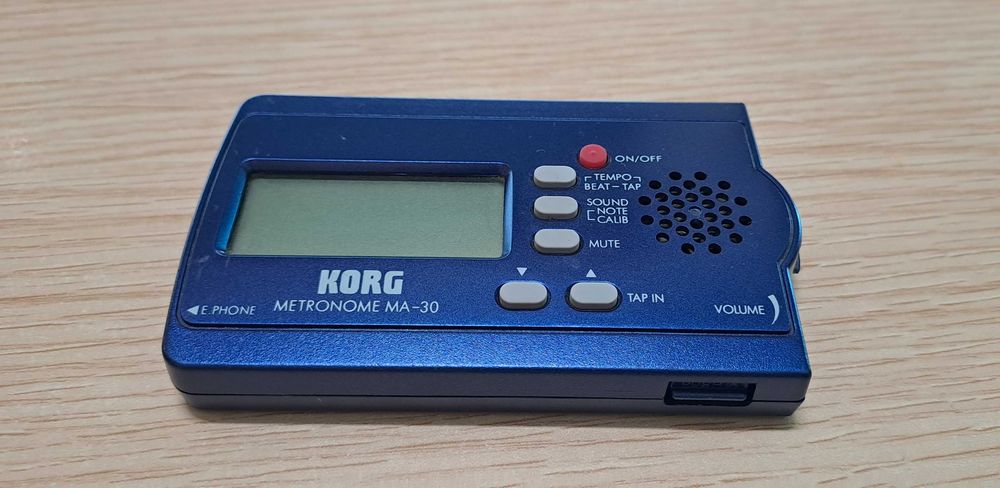 ON/OFF
TEMPO
BEAT – TAP
SOUND
NOTE
CALIB
MUTE
KORG
METRONOME MA-30
◀ E.PHONE
▼ ▲ TAP IN
VOLUME